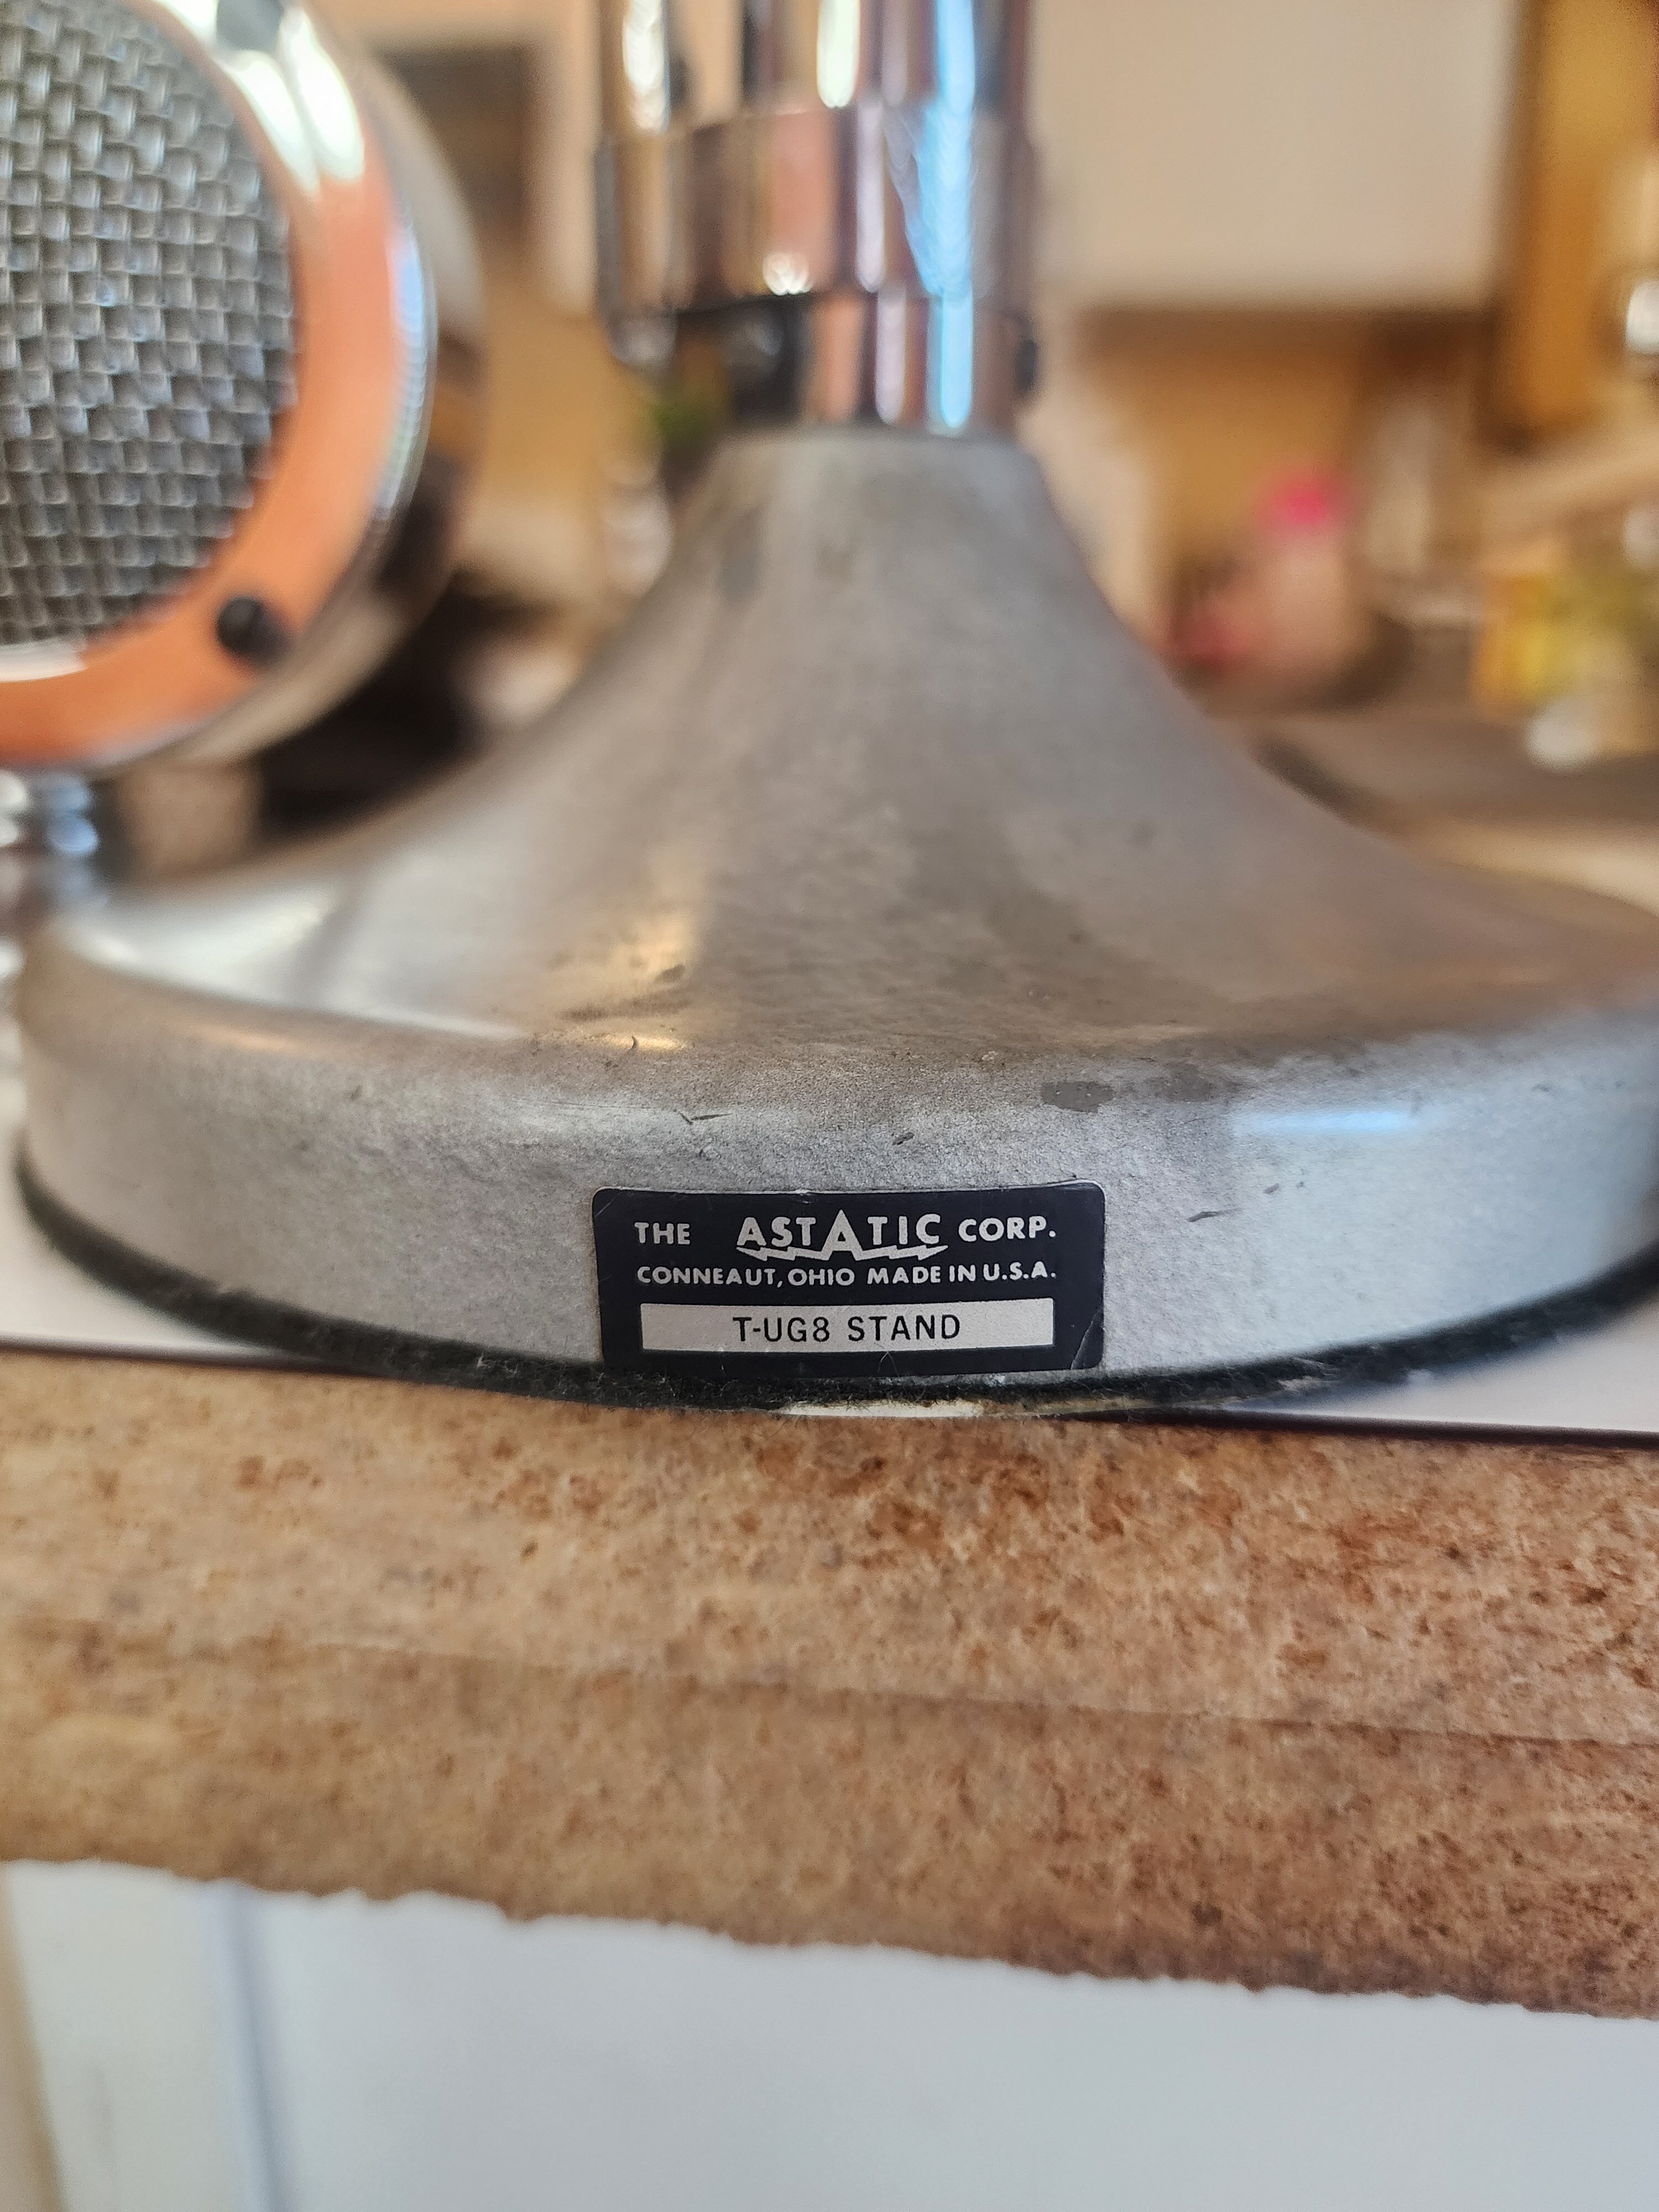 THE ASTATIC CORP.
CONNEAUT, OHIO MADE IN U.S.A.
T-UG8 STAND